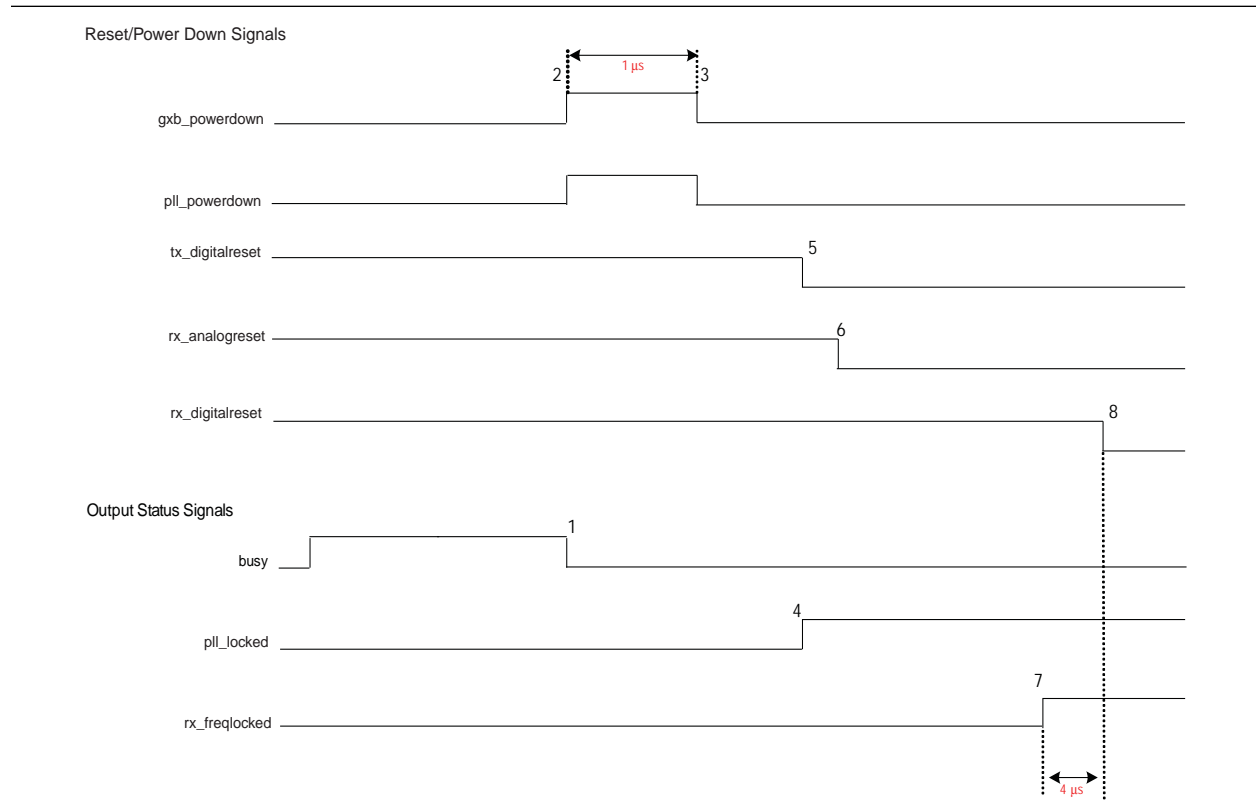 Reset/Power Down Signals
1 μs
2
3
gxb_powerdown
pll_powerdown
tx_digitalreset
5
rx_analogreset
6
rx_digitalreset
8
Output Status Signals
1
busy
4
pll_locked
7
rx_freqlocked
4 μs